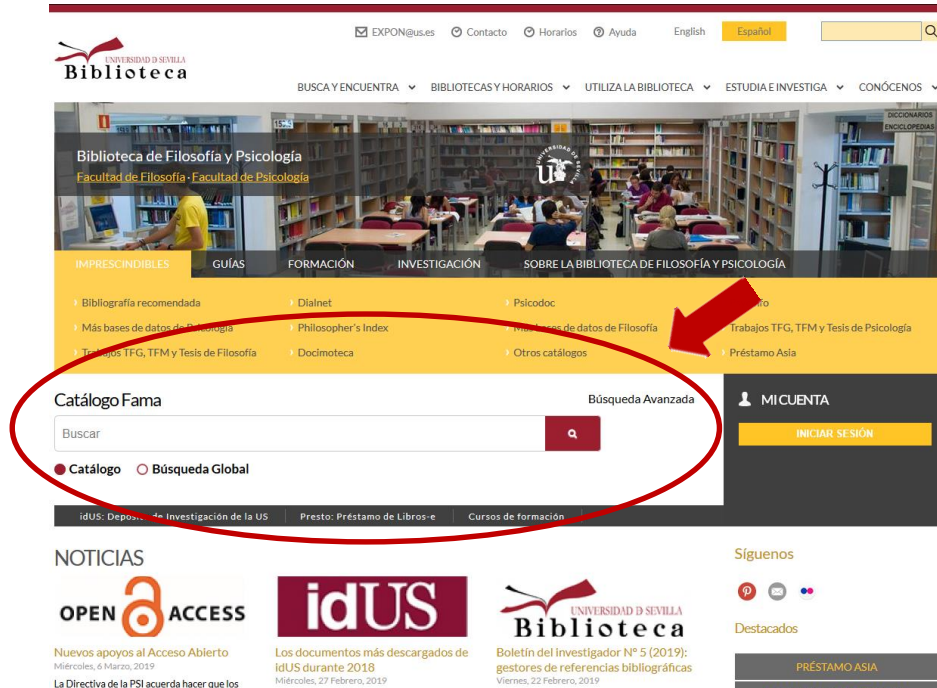 EXPON@us.es Contacto Horarios Ayuda English Español
UNIVERSIDAD D SEVILLA
Biblioteca
BUSCA Y ENCUENTRA BIBLIOTECAS Y HORARIOS UTILIZA LA BIBLIOTECA ESTUDIA E INVESTIGA CONÓCENOS
DICCIONARIOS
ENCICLOPEDIAS
Biblioteca de Filosofía y Psicología
Facultad de Filosofía · Facultad de Psicología
IMPRESCINDIBLES GUÍAS FORMACIÓN INVESTIGACIÓN SOBRE LA BIBLIOTECA DE FILOSOFÍA Y PSICOLOGÍA
Bibliografía recomendada Dialnet Psicodoc
Más bases de datos de Psicología Philosopher's Index Más bases de datos de Filosofía Trabajos TFG, TFM y Tesis de Psicología
Trabajos TFG, TFM y Tesis de Filosofía Docimoteca Otros catálogos Préstamo Asia
Catálogo Fama Búsqueda Avanzada MI CUENTA
Buscar INICIAR SESIÓN
Catálogo Búsqueda Global
idUS: Deposito de Investigación de la US Presto: Préstamo de Libros-e Cursos de formación
NOTICIAS Síguenos
OPEN ACCESS
idUS
UNIVERSIDAD D SEVILLA
Biblioteca
Destacados
Nuevos apoyos al Acceso Abierto
Miércoles, 6 Marzo, 2019
La Directiva de la PSI acuerda hacer que los
Los documentos más descargados de
idUS durante 2018
Miércoles, 27 Febrero, 2019
Boletín del investigador Nº 5 (2019):
gestores de referencias bibliográficas
Viernes, 22 Febrero, 2019
PRÉSTAMO ASIA